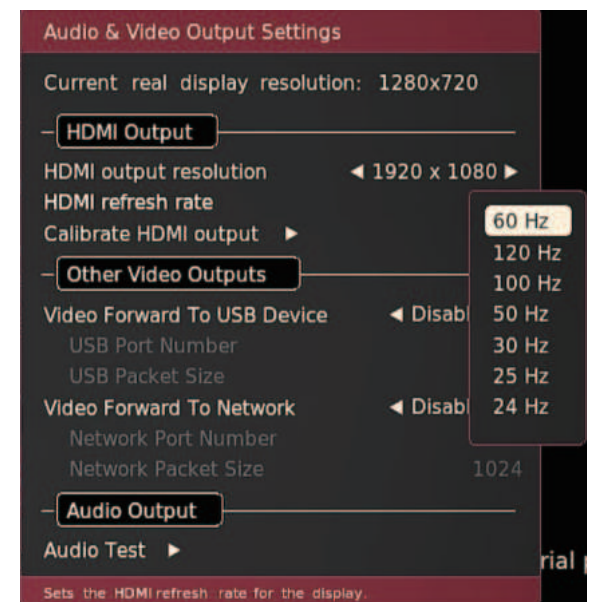 Audio & Video Output Settings
Current real display resolution: 1280x720
HDMI Output
HDMI output resolution ◀ 1920 x 1080 ▶
HDMI refresh rate
60 Hz
Calibrate HDMI output ▶
120 Hz
100 Hz
Other Video Outputs
Video Forward To USB Device ◀ Disabl
50 Hz
USB Port Number
30 Hz
USB Packet Size
25 Hz
Video Forward To Network ◀ Disabl
24 Hz
Network Port Number
Network Packet Size 1024
Audio Output
Audio Test ▶
rial
Sets the HDMI refresh rate for the display.